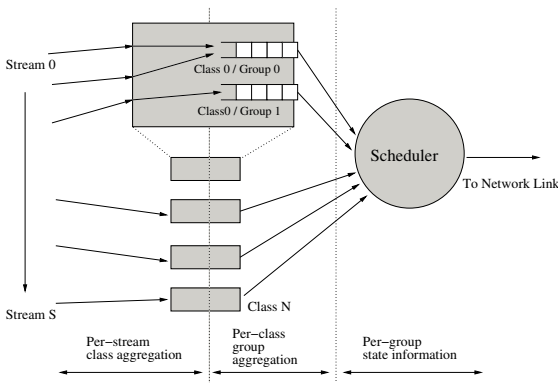 Stream 0
Class 0 / Group 0
Class0 / Group 1
Scheduler
To Network Link
Stream S
Class N
Per-stream
class aggregation
Per-class
group
aggregation
Per-group
state information